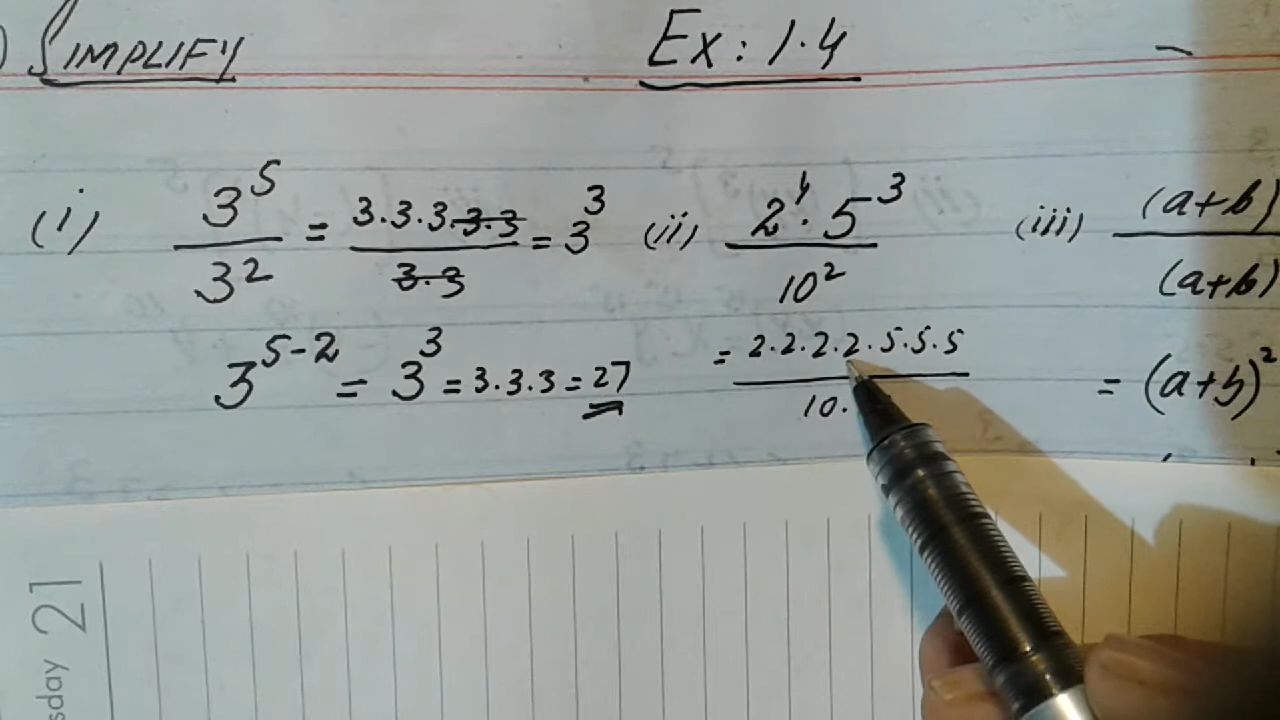 ) SIMPLIFY Ex: 1.4
(i) 3^5 / 3^2 = 3.3.3.3.3 / 3.3 = 3^3 (ii) 2^4 . 5^3 / 10^2 (iii) (a+b) / (a+b)
3^5-2 = 3^3 = 3.3.3 = 27 = 2.2.2.2.5.5.5 / 10. = (a+b)^2
sday 21